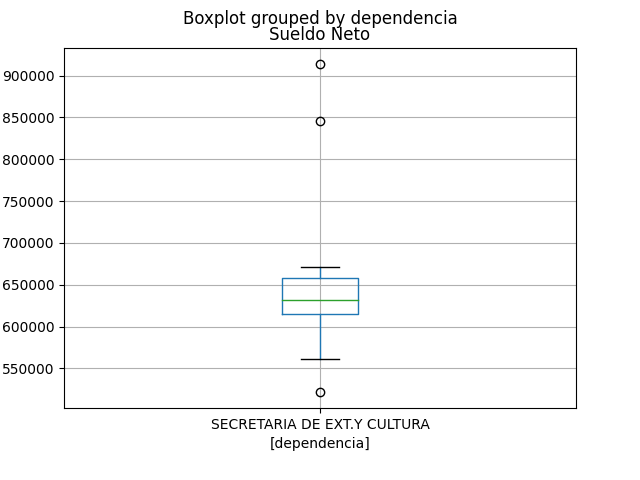 Boxplot grouped by dependencia
Sueldo Neto
900000
850000
800000
750000
700000
650000
600000
550000
SECRETARIA DE EXT.Y CULTURA
[dependencia]